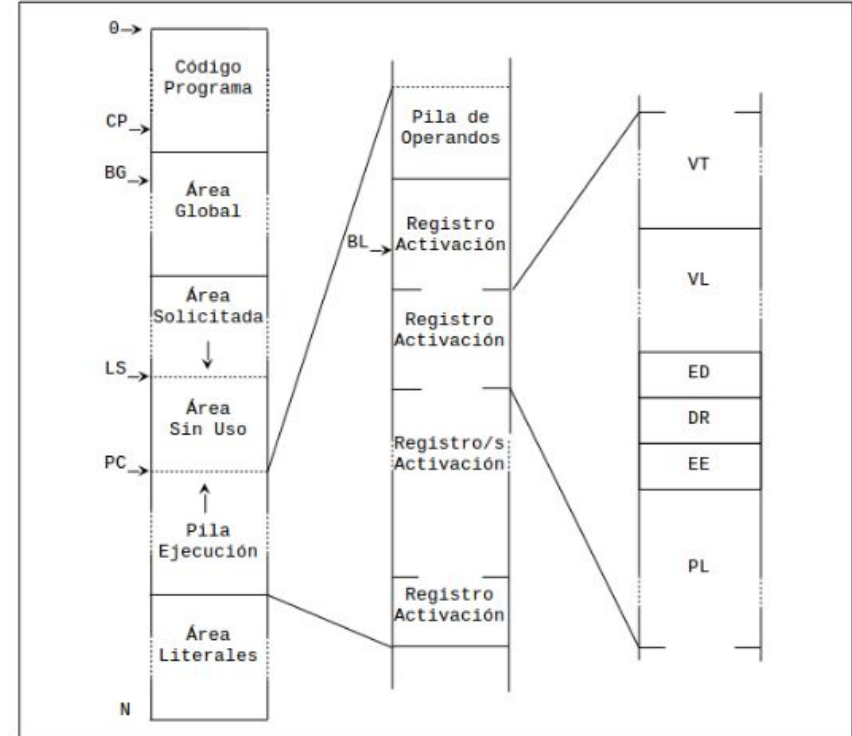 0
Código
Programa
CP
BG
Área
Global
Área
Solicitada
LS
Área
Sin Uso
PC
Pila
Ejecución
Área
Literales
N
Pila de
Operandos
Registro
Activación
BL
Registro
Activación
Registro/s
Activación
Registro
Activación
VT
VL
ED
DR
EE
PL